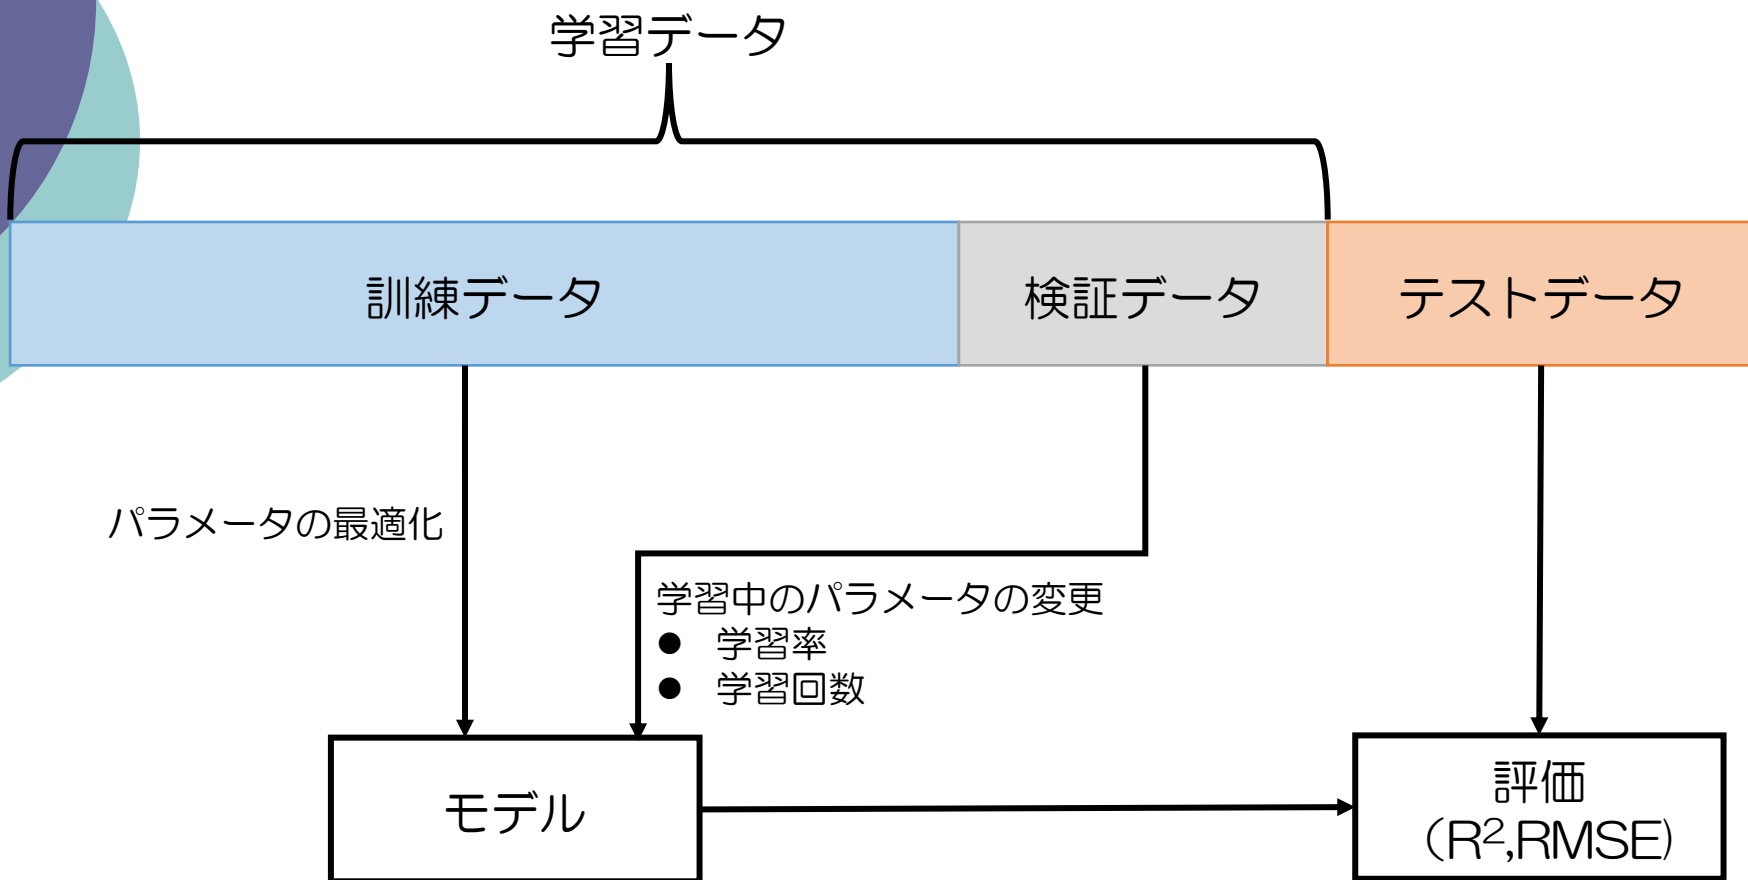 学習データ
訓練データ
検証データ
テストデータ
パラメータの最適化
学習中のパラメータの変更
● 学習率
● 学習回数
モデル
評価
(R²,RMSE)